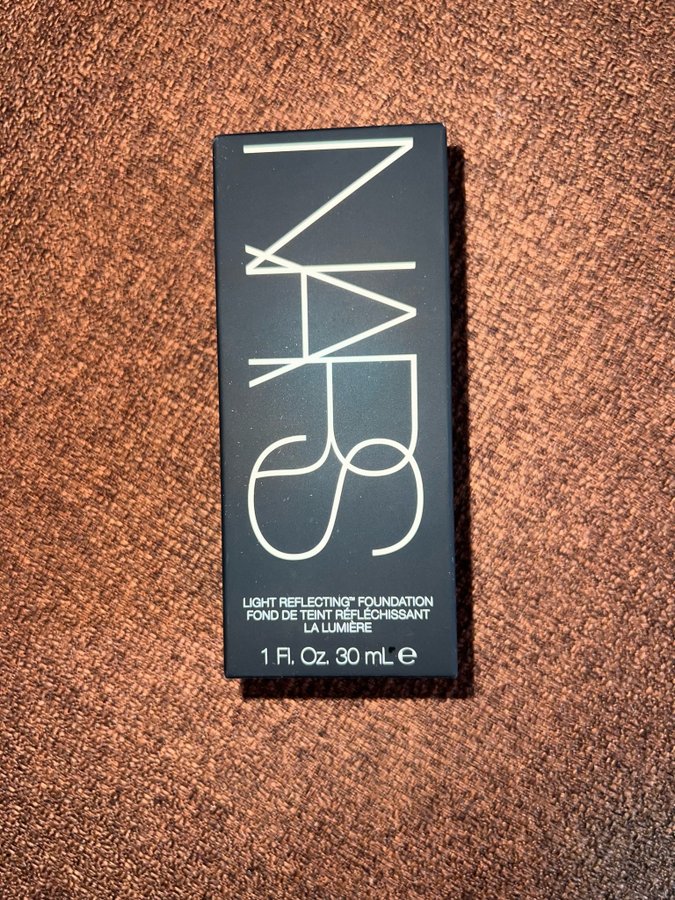 NARS
LIGHT REFLECTING™ FOUNDATION
FOND DE TEINT RÉFLÉCHISSANT
LA LUMIÈRE
1 Fl. Oz. 30 mL ℮